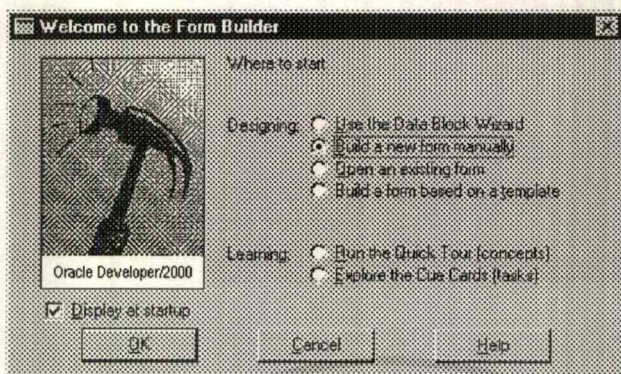 Welcome to the Form Builder
Where to start
Designing: Use the Data Block Wizard
Build a new form manually
Open an existing form
Build a form based on a template
Learning: Run the Quick Tour (concepts)
Explore the Cue Cards (tasks)
Oracle Developer/2000
Display at startup
OK Cancel Help